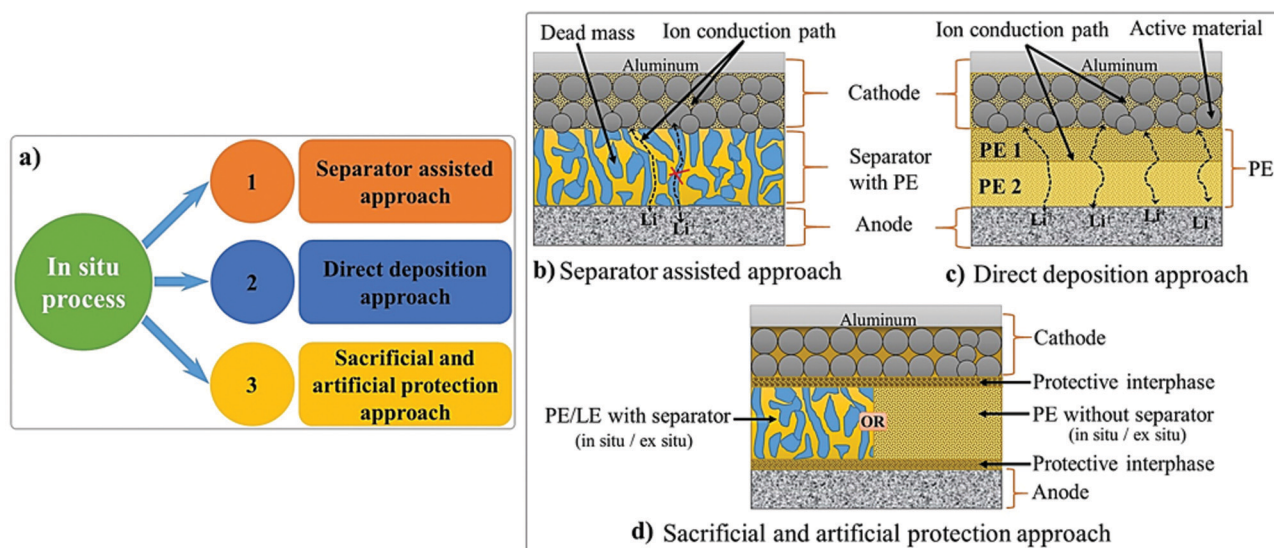 a)
In situ
process
1
Separator assisted
approach
2
Direct deposition
approach
3
Sacrificial and
artificial protection
approach
Dead mass
Ion conduction path
Aluminum
Cathode
Separator
with PE
Anode
Li⁺
Li⁺
b) Separator assisted approach
Ion conduction path
Active material
Aluminum
PE 1
PE 2
PE
Li⁺
Li⁺
Li⁺
Li⁺
c) Direct deposition approach
Aluminum
Cathode
Protective interphase
PE/LE with separator
(in situ / ex situ)
OR
PE without separator
(in situ / ex situ)
Protective interphase
Anode
d) Sacrificial and artificial protection approach